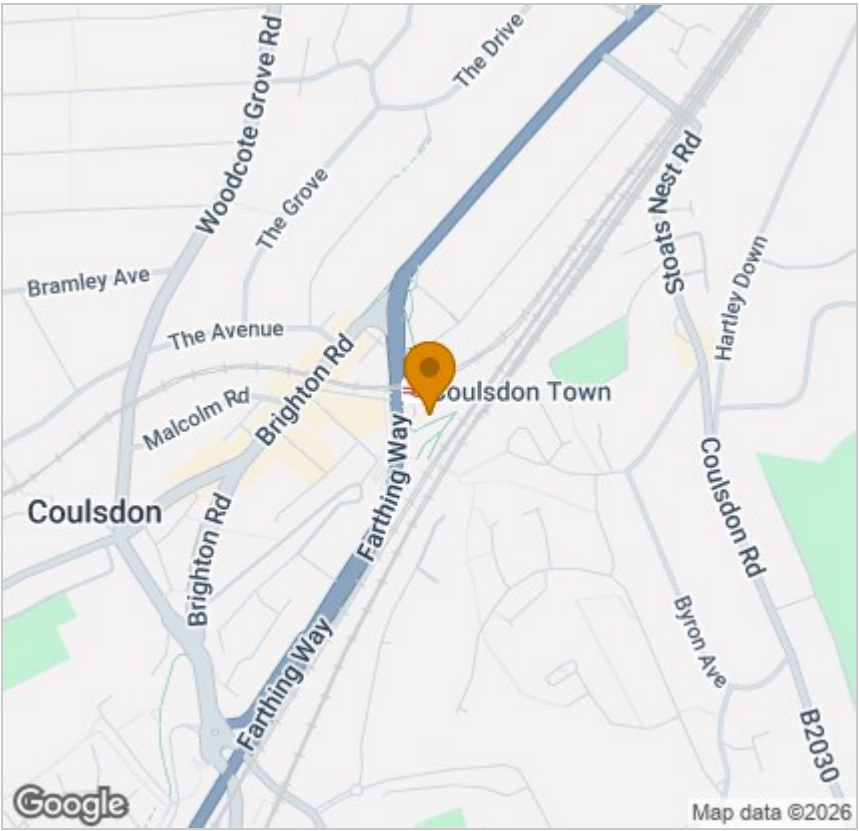 The Drive
Woodcote Grove Rd
Stoats Nest Rd
The Grove
Hartley Down
Bramley Ave
The Avenue
Brighton Rd
Coulsdon Town
Malcolm Rd
Farthing Way
Coulsdon
Coulsdon Rd
Brighton Rd
Byron Ave
Farthing Way
B2030
Google
Map data ©2026